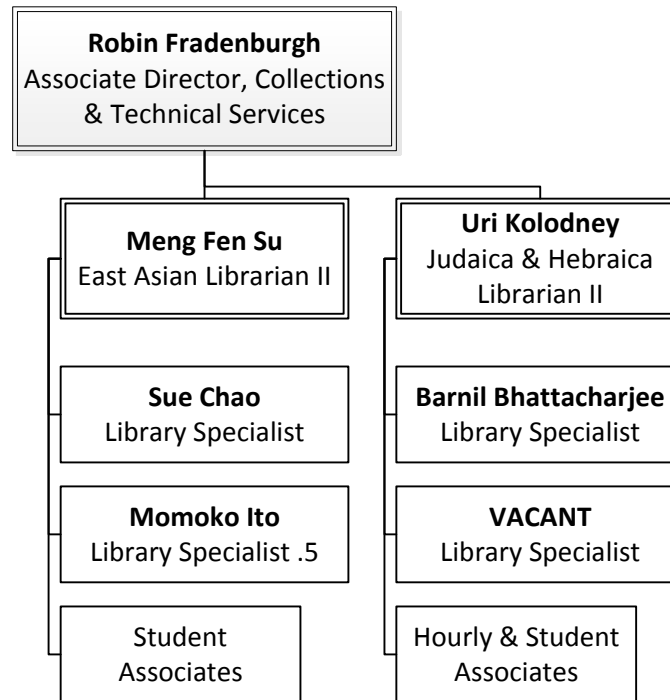 Robin Fradenburgh
Associate Director, Collections
& Technical Services
Meng Fen Su
East Asian Librarian II
Uri Kolodney
Judaica & Hebraica
Librarian II
Sue Chao
Library Specialist
Barnil Bhattacharjee
Library Specialist
Momoko Ito
Library Specialist .5
VACANT
Library Specialist
Student
Associates
Hourly & Student
Associates